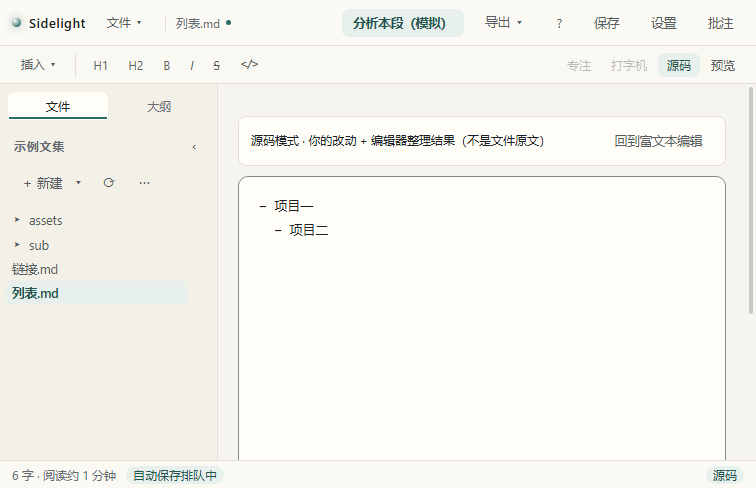 Sidelight 文件 列表.md 分析本段（模拟） 导出 ? 保存 设置 批注
插入 H1 H2 B I S </> 专注 打字机 源码 预览
文件 大纲
示例文集
+ 新建 ···
assets
sub
链接.md
列表.md
源码模式 · 你的改动 + 编辑器整理结果（不是文件原文） 回到富文本编辑
- 项目一
- 项目二
6 字 · 阅读约 1 分钟 自动保存排队中 源码